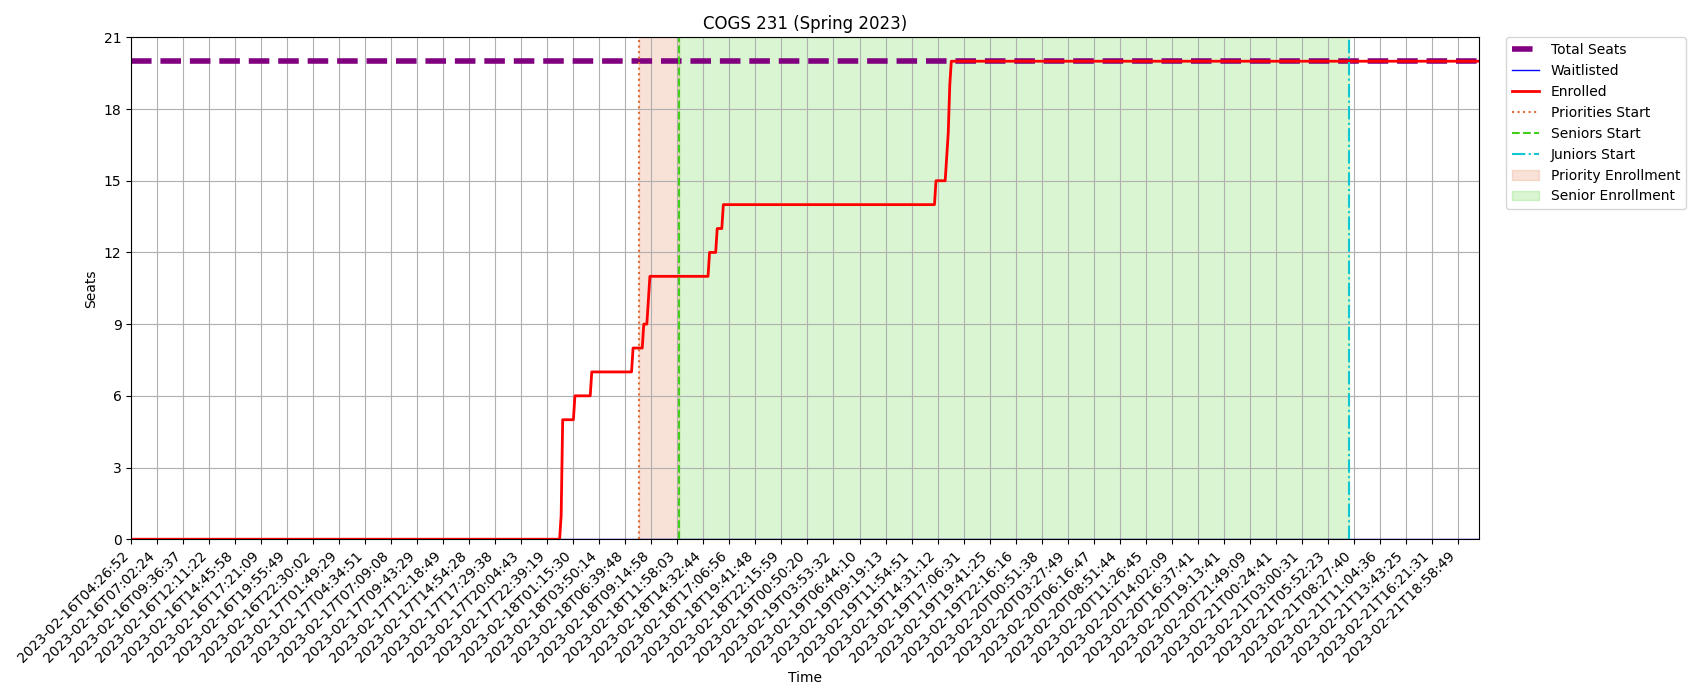 COGS 231 (Spring 2023)
21
18
15
12
9
6
3
0
Seats
Total Seats
Waitlisted
Enrolled
Priorities Start
Seniors Start
Juniors Start
Priority Enrollment
Senior Enrollment
2023-02-16T04:26:52
2023-02-16T07:02:24
2023-02-16T09:36:37
2023-02-16T12:11:22
2023-02-16T14:45:58
2023-02-16T17:21:09
2023-02-16T19:55:49
2023-02-16T22:30:02
2023-02-17T01:49:29
2023-02-17T04:34:51
2023-02-17T07:09:08
2023-02-17T09:43:29
2023-02-17T12:18:49
2023-02-17T14:54:28
2023-02-17T17:29:38
2023-02-17T20:04:43
2023-02-17T22:39:19
2023-02-18T01:15:30
2023-02-18T03:50:14
2023-02-18T06:39:48
2023-02-18T09:14:58
2023-02-18T11:58:03
2023-02-18T14:32:44
2023-02-18T17:06:56
2023-02-18T19:41:48
2023-02-18T22:15:59
2023-02-19T00:50:20
2023-02-19T03:53:32
2023-02-19T06:44:10
2023-02-19T09:19:13
2023-02-19T11:54:51
2023-02-19T14:31:12
2023-02-19T17:06:31
2023-02-19T19:41:25
2023-02-19T22:16:16
2023-02-20T00:51:38
2023-02-20T03:27:49
2023-02-20T06:16:47
2023-02-20T08:51:44
2023-02-20T11:26:45
2023-02-20T14:02:09
2023-02-20T16:37:41
2023-02-20T19:13:41
2023-02-20T21:49:09
2023-02-21T00:24:41
2023-02-21T03:00:31
2023-02-21T05:52:23
2023-02-21T08:27:40
2023-02-21T11:04:36
2023-02-21T13:43:25
2023-02-21T16:21:31
2023-02-21T18:58:49
Time